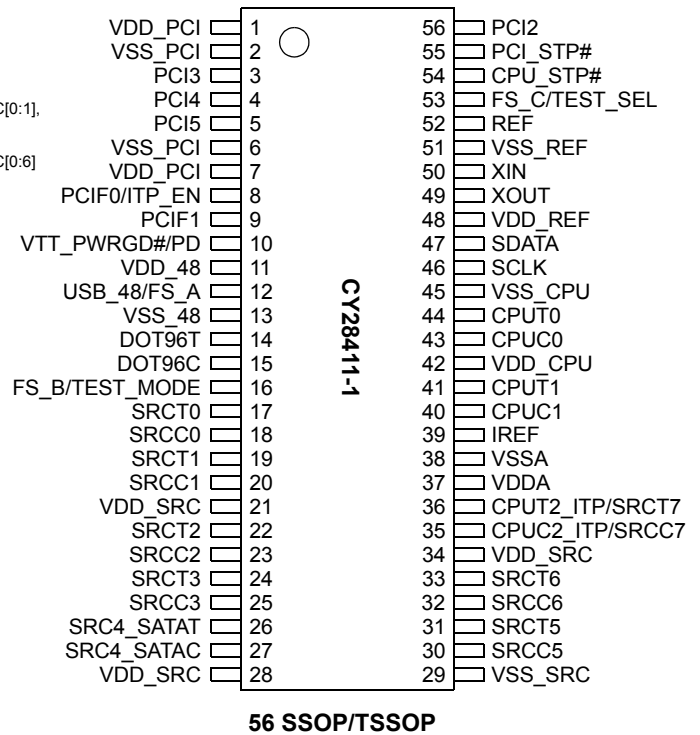 VDD_PCI 1 56 PCI2
VSS_PCI 2 55 PCI_STP#
PCI3 3 54 CPU_STP#
PCI4 4 53 FS_C/TEST_SEL
C[0:1],
PCI5 5 52 REF
VSS_PCI 6 51 VSS_REF
C[0:6]
VDD_PCI 7 50 XIN
PCIF0/ITP_EN 8 49 XOUT
PCIF1 9 48 VDD_REF
VTT_PWRGD#/PD 10 47 SDATA
VDD_48 11 46 SCLK
USB_48/FS_A 12 45 VSS_CPU
VSS_48 13 44 CPUT0
DOT96T 14 43 CPUC0
DOT96C 15 42 VDD_CPU
FS_B/TEST_MODE 16 41 CPUT1
SRCT0 17 40 CPUC1
SRCC0 18 39 IREF
SRCT1 19 38 VSSA
SRCC1 20 37 VDDA
VDD_SRC 21 36 CPUT2_ITP/SRCT7
SRCT2 22 35 CPUC2_ITP/SRCC7
SRCC2 23 34 VDD_SRC
SRCT3 24 33 SRCT6
SRCC3 25 32 SRCC6
SRC4_SATAT 26 31 SRCT5
SRC4_SATAC 27 30 SRCC5
VDD_SRC 28 29 VSS_SRC
CY28411-1
56 SSOP/TSSOP